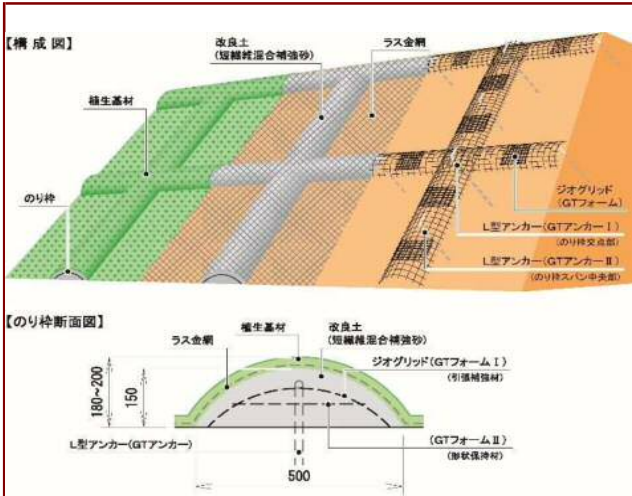 【構成図】
改良土
(短繊維混合補強砂)
ラス金網
植生基材
のり枠
ジオグリッド
(GTフォーム)
L型アンカー(GTアンカーⅠ)
(のり枠交点部)
L型アンカー(GTアンカーⅡ)
(のり枠スパン中央部)
【のり枠断面図】
ラス金網
植生基材
改良土
(短繊維混合補強砂)
ジオグリッド(GTフォームⅠ)
(引張補強材)
180~200
150
L型アンカー(GTアンカー)
(GTフォームⅡ)
(形状保持材)
500